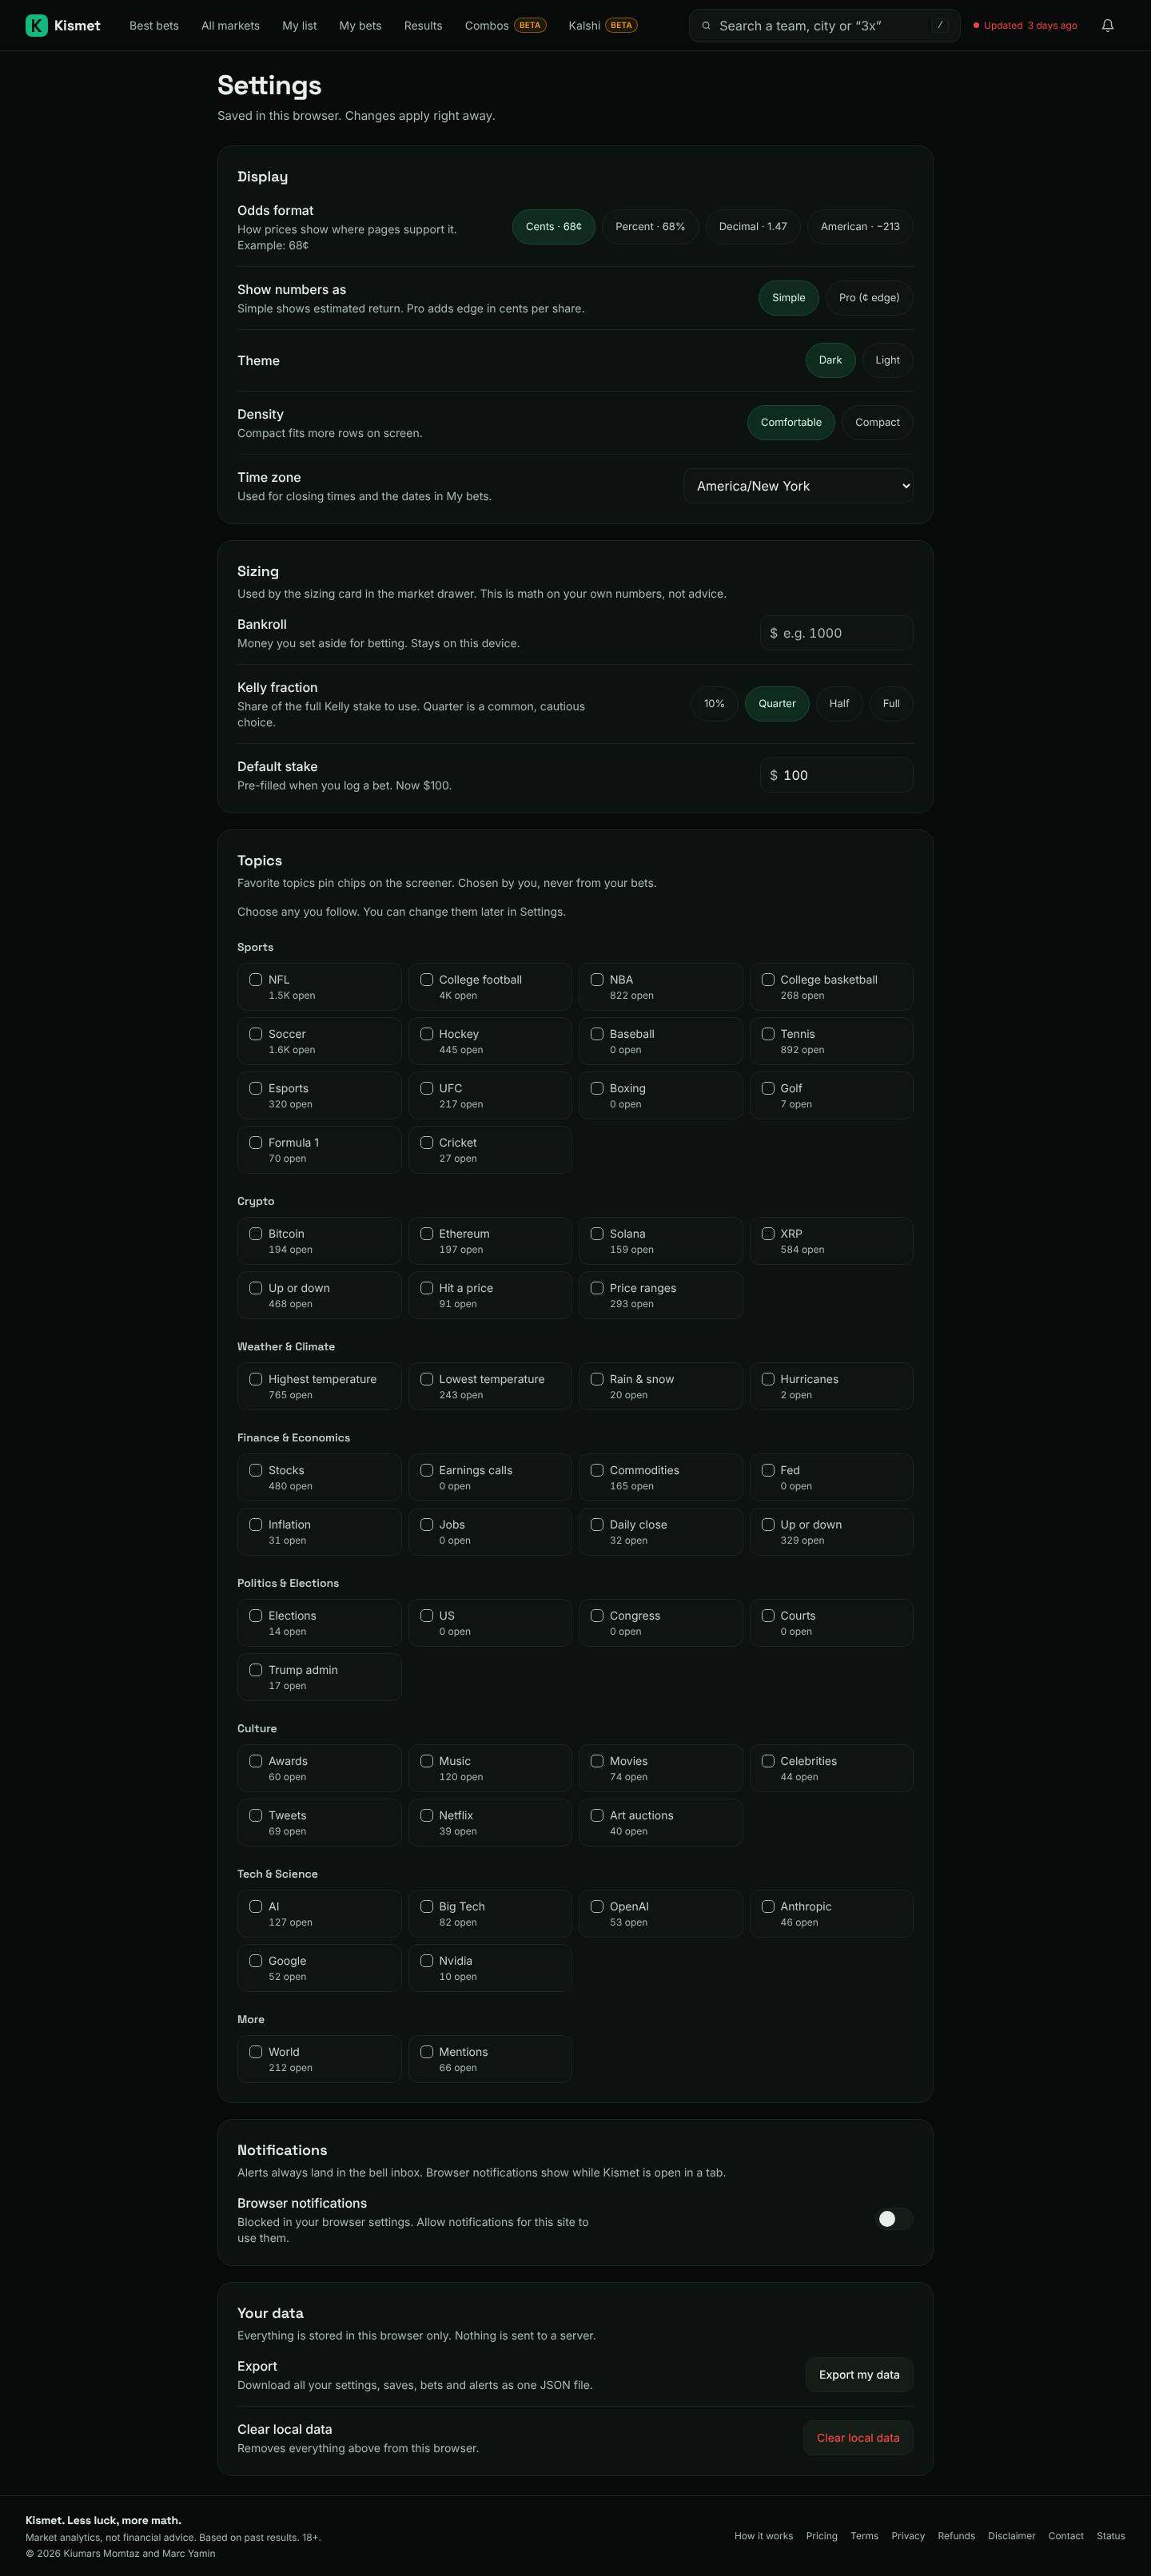 K Kismet Best bets All markets My list My bets Results Combos BETA Kalshi BETA Search a team, city or “3x” / Updated 3 days ago
Settings
Saved in this browser. Changes apply right away.
Display
Odds format
How prices show where pages support it.
Example: 68¢
Cents · 68¢ Percent · 68% Decimal · 1.47 American · −213
Show numbers as
Simple shows estimated return. Pro adds edge in cents per share.
Simple Pro (¢ edge)
Theme
Dark Light
Density
Compact fits more rows on screen.
Comfortable Compact
Time zone
Used for closing times and the dates in My bets.
America/New York
Sizing
Used by the sizing card in the market drawer. This is math on your own numbers, not advice.
Bankroll
Money you set aside for betting. Stays on this device.
$ e.g. 1000
Kelly fraction
Share of the full Kelly stake to use. Quarter is a common, cautious
choice.
10% Quarter Half Full
Default stake
Pre-filled when you log a bet. Now $100.
$ 100
Topics
Favorite topics pin chips on the screener. Chosen by you, never from your bets.
Choose any you follow. You can change them later in Settings.
Sports
NFL College football NBA College basketball
1.5K open 4K open 822 open 268 open
Soccer Hockey Baseball Tennis
1.6K open 445 open 0 open 892 open
Esports UFC Boxing Golf
320 open 217 open 0 open 7 open
Formula 1 Cricket
70 open 27 open
Crypto
Bitcoin Ethereum Solana XRP
194 open 197 open 159 open 584 open
Up or down Hit a price Price ranges
468 open 91 open 293 open
Weather & Climate
Highest temperature Lowest temperature Rain & snow Hurricanes
765 open 243 open 20 open 2 open
Finance & Economics
Stocks Earnings calls Commodities Fed
480 open 0 open 165 open 0 open
Inflation Jobs Daily close Up or down
31 open 0 open 32 open 329 open
Politics & Elections
Elections US Congress Courts
14 open 0 open 0 open 0 open
Trump admin
17 open
Culture
Awards Music Movies Celebrities
60 open 120 open 74 open 44 open
Tweets Netflix Art auctions
69 open 39 open 40 open
Tech & Science
AI Big Tech OpenAI Anthropic
127 open 82 open 53 open 46 open
Google Nvidia
52 open 10 open
More
World Mentions
212 open 66 open
Notifications
Alerts always land in the bell inbox. Browser notifications show while Kismet is open in a tab.
Browser notifications
Blocked in your browser settings. Allow notifications for this site to
use them.
Your data
Everything is stored in this browser only. Nothing is sent to a server.
Export
Download all your settings, saves, bets and alerts as one JSON file.
Export my data
Clear local data
Removes everything above from this browser.
Clear local data
Kismet. Less luck, more math.
Market analytics, not financial advice. Based on past results. 18+.
© 2026 Kiumars Momtaz and Marc Yamin
How it works Pricing Terms Privacy Refunds Disclaimer Contact Status